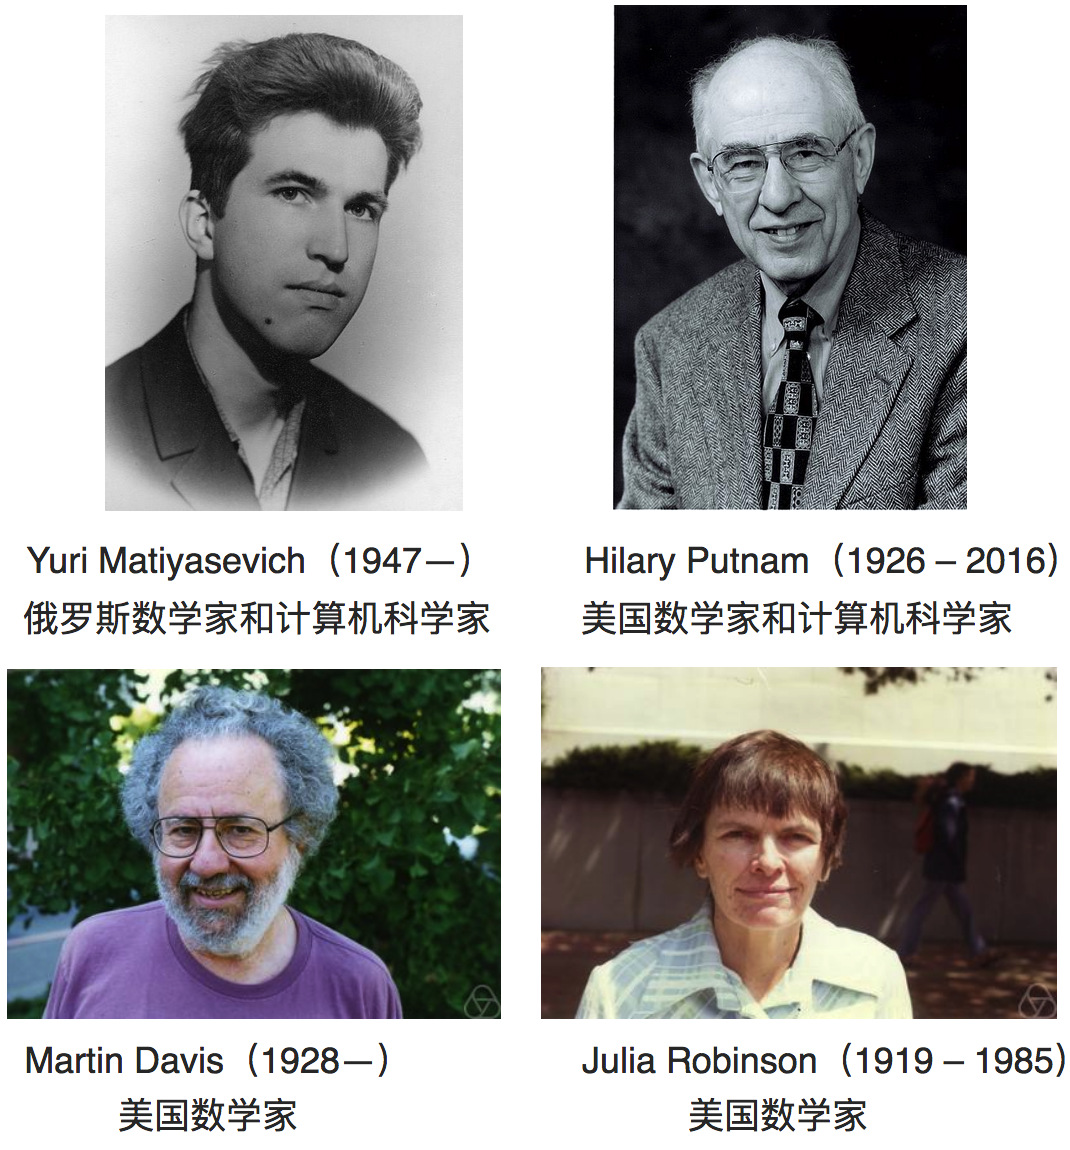 Yuri Matiyasevich（1947—）
Hilary Putnam（1926 – 2016）
俄罗斯数学家和计算机科学家
美国数学家和计算机科学家
Martin Davis（1928—）
Julia Robinson（1919 – 1985）
美国数学家
美国数学家